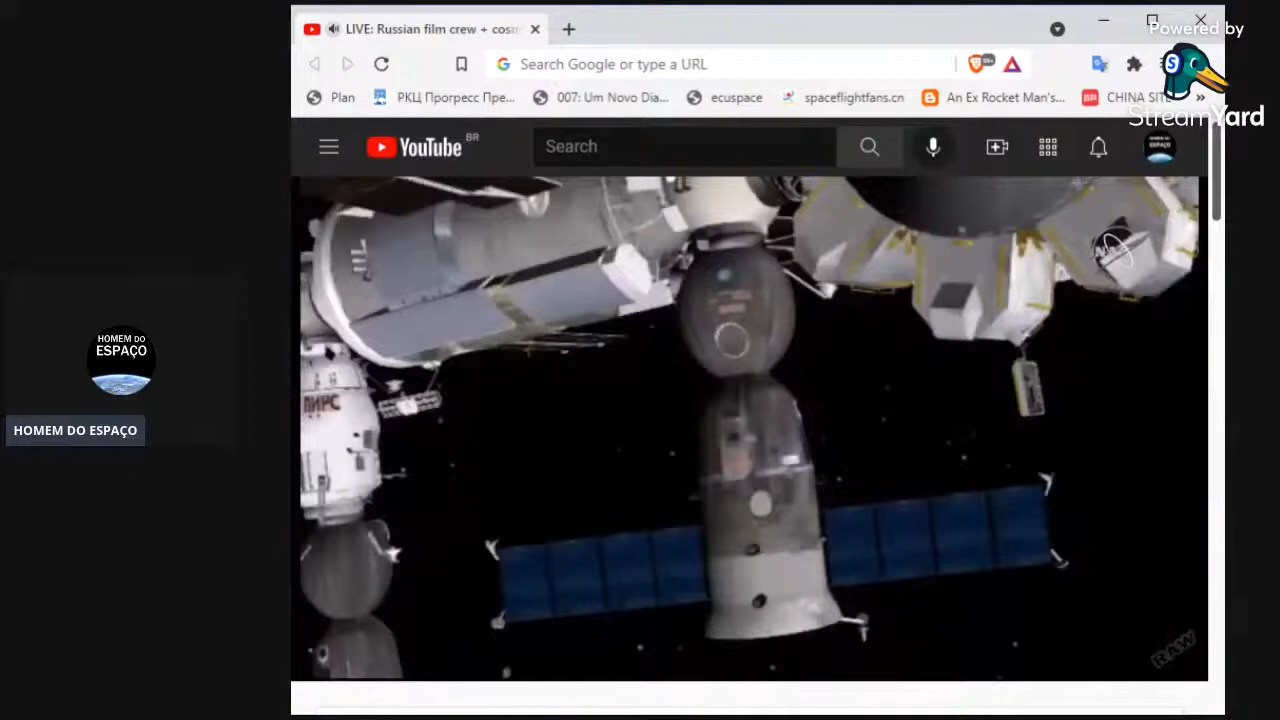 LIVE: Russian film crew + cosm
Powered by
Search Google or type a URL
Plan
РКЦ Прогресс Пре...
007: Um Novo Dia...
ecuspace
spaceflightfans.cn
An Ex Rocket Man's...
CHINA SITE
»
StreamYard
YouTube BR
Search
HOMEM DO
ESPAÇO
HOMEM DO ESPAÇO
ПИРС
RAW